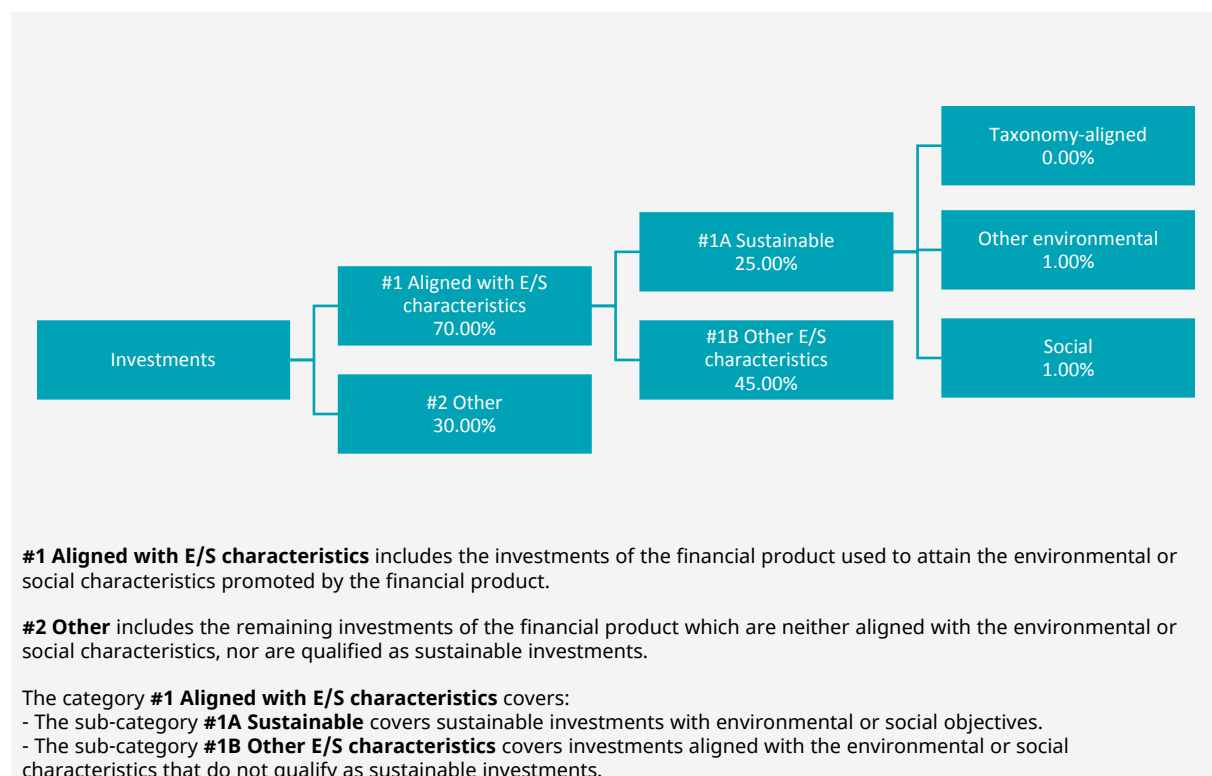 Investments
#1 Aligned with E/S
characteristics
70.00%
#2 Other
30.00%
#1A Sustainable
25.00%
#1B Other E/S
characteristics
45.00%
Taxonomy-aligned
0.00%
Other environmental
1.00%
Social
1.00%
#1 Aligned with E/S characteristics includes the investments of the financial product used to attain the environmental or
social characteristics promoted by the financial product.
#2 Other includes the remaining investments of the financial product which are neither aligned with the environmental or
social characteristics, nor are qualified as sustainable investments.
The category #1 Aligned with E/S characteristics covers:
- The sub-category #1A Sustainable covers sustainable investments with environmental or social objectives.
- The sub-category #1B Other E/S characteristics covers investments aligned with the environmental or social
characteristics that do not qualify as sustainable investments.